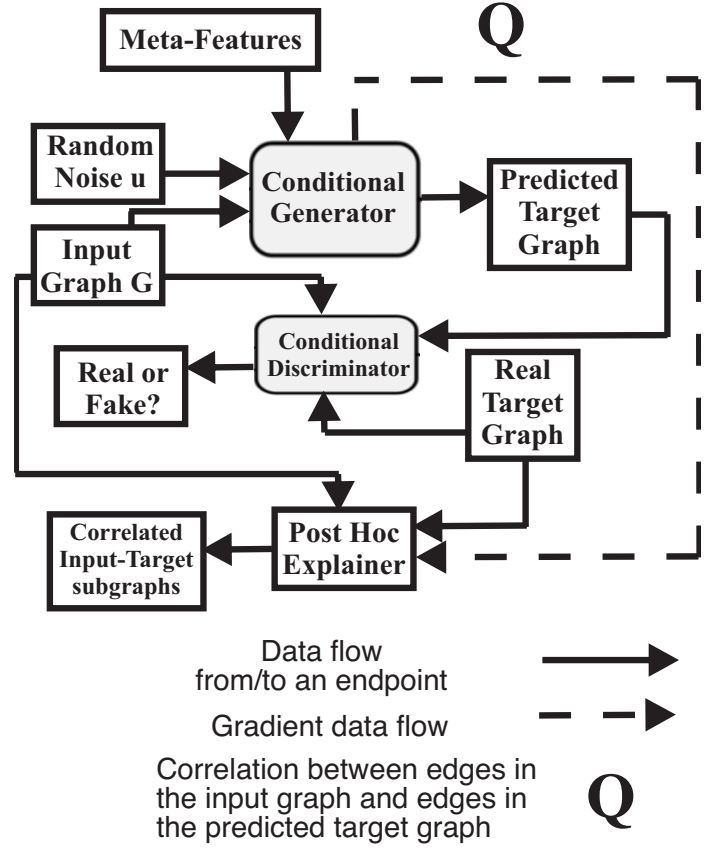 Q
Meta-Features
Random
Noise u
Conditional
Generator
Predicted
Target
Graph
Input
Graph G
Conditional
Discriminator
Real or
Fake?
Real
Target
Graph
Correlated
Input-Target
subgraphs
Post Hoc
Explainer
Data flow
from/to an endpoint
Gradient data flow
Correlation between edges in
the input graph and edges in
the predicted target graph
Q